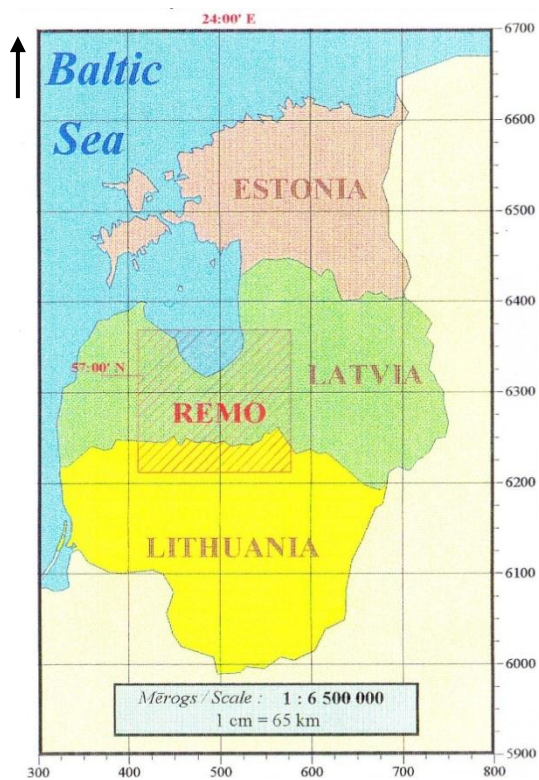 24:00' E
6700
Baltic
Sea
6600
ESTONIA
6500
6400
57:00' N
LATVIA
6300
REMO
6200
LITHUANIA
6100
6000
Mērogs / Scale : 1 : 6 500 000
1 cm = 65 km
5900
300 400 500 600 700 800